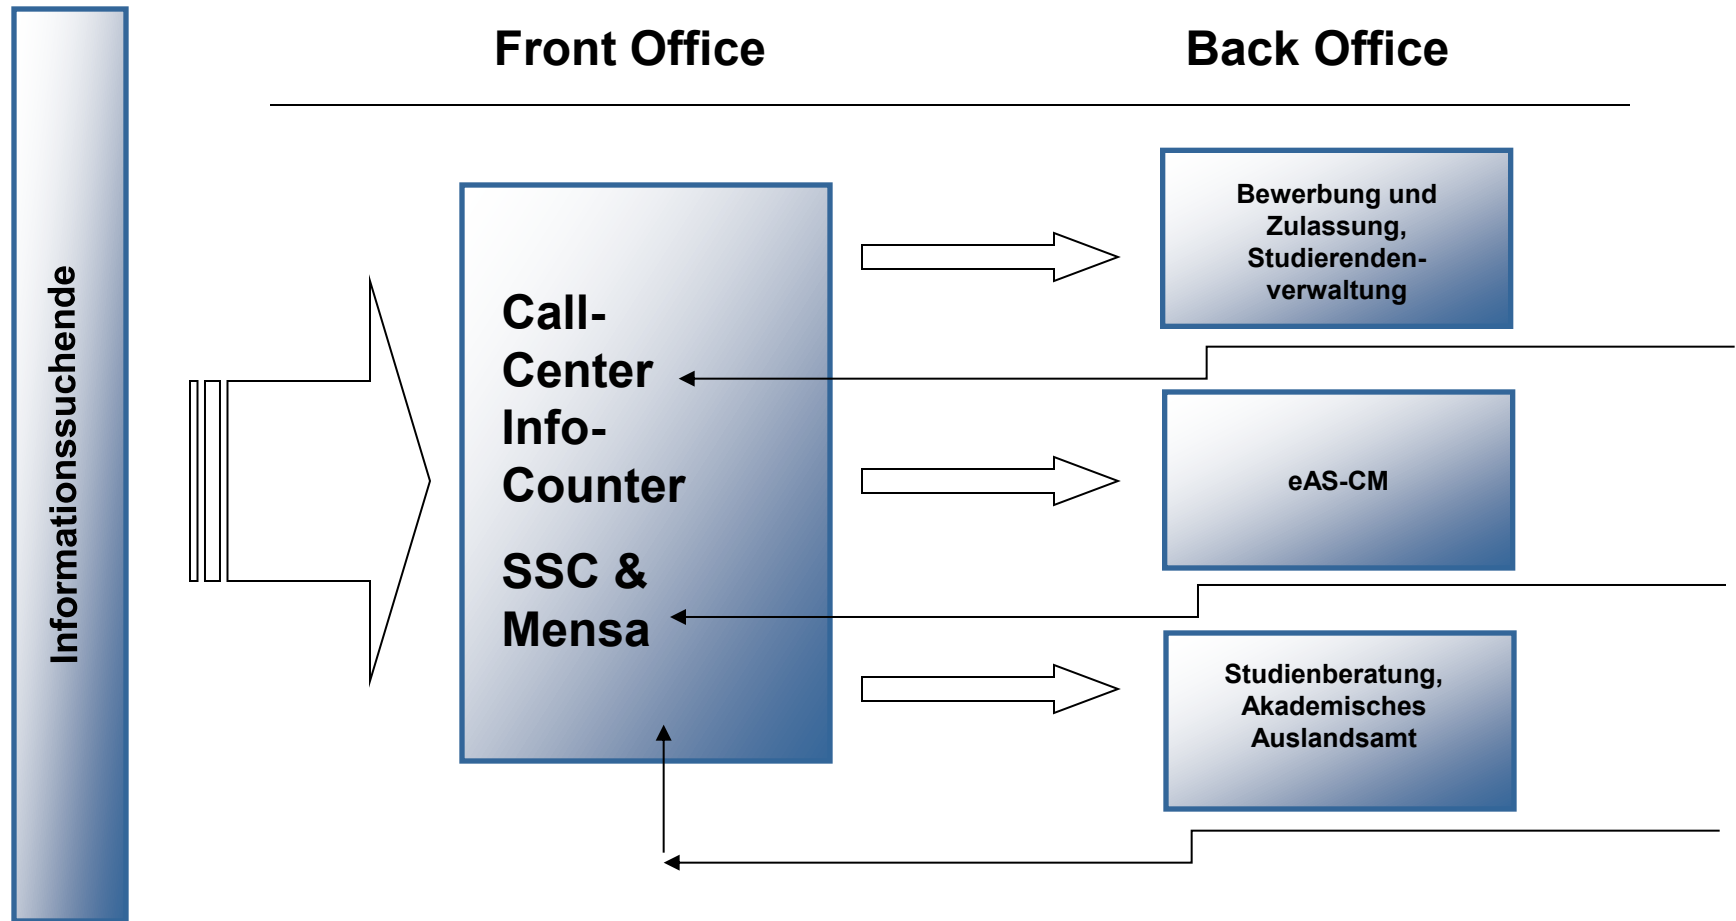 Front Office
Back Office
Informationssuchende
Call-
Center
Info-
Counter
SSC &
Mensa
Bewerbung und
Zulassung,
Studierenden-
verwaltung
eAS-CM
Studienberatung,
Akademisches
Auslandsamt